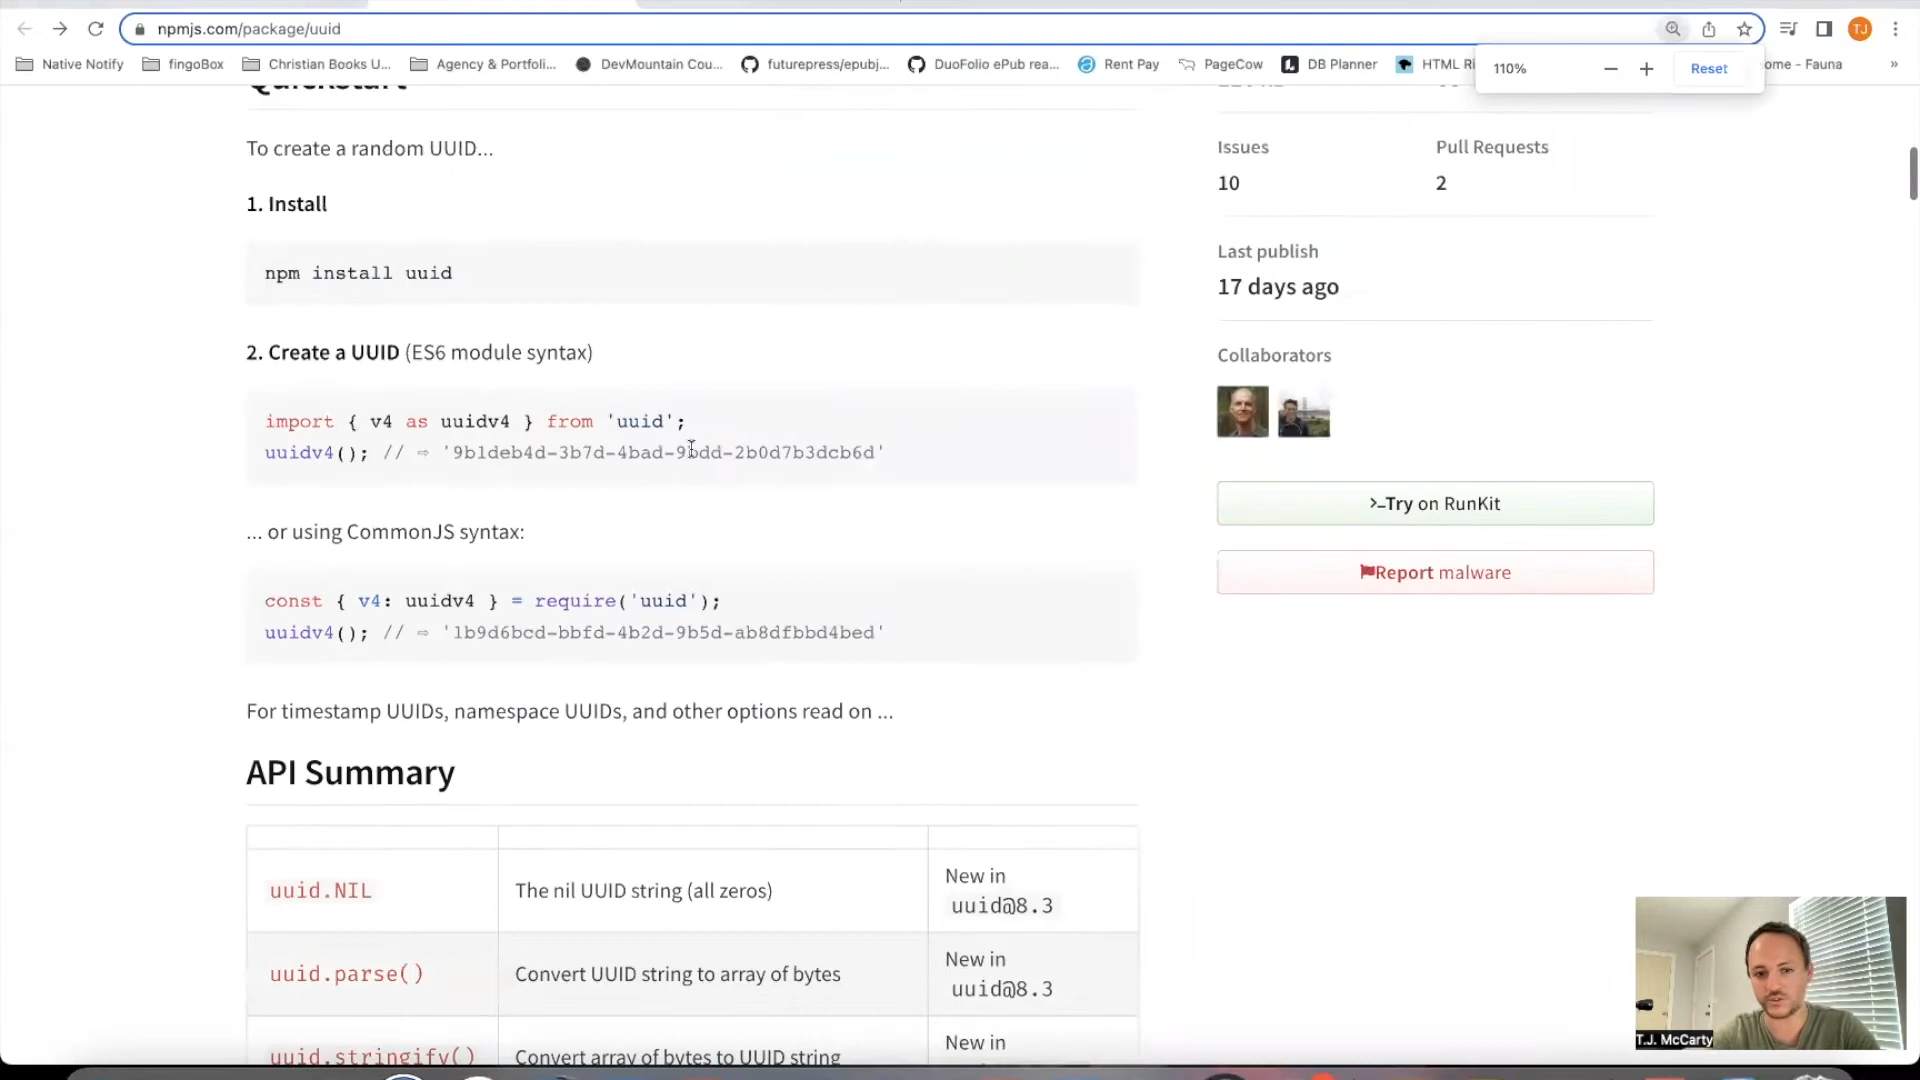 npmjs.com/package/uuid
TJ
Native Notify
fingoBox
Christian Books U...
Agency & Portfoli...
DevMountain Cou...
futurepress/epubj...
DuoFolio ePub rea...
Rent Pay
PageCow
DB Planner
HTML Ri
ome - Fauna
»
110%
Reset
Quickstart
To create a random UUID...
1. Install
npm install uuid
2. Create a UUID (ES6 module syntax)
import { v4 as uuidv4 } from 'uuid';
uuidv4(); // ⇨ '9b1deb4d-3b7d-4bad-9bdd-2b0d7b3dcb6d'
... or using CommonJS syntax:
const { v4: uuidv4 } = require('uuid');
uuidv4(); // ⇨ '1b9d6bcd-bbfd-4b2d-9b5d-ab8dfbbd4bed'
For timestamp UUIDs, namespace UUIDs, and other options read on ...
API Summary
uuid.NIL
The nil UUID string (all zeros)
New in
uuid@8.3
uuid.parse()
Convert UUID string to array of bytes
New in
uuid@8.3
uuid.stringify()
Convert array of bytes to UUID string
New in
Issues
Pull Requests
10
2
Last publish
17 days ago
Collaborators
>-Try on RunKit
Report malware
T.J. McCarty